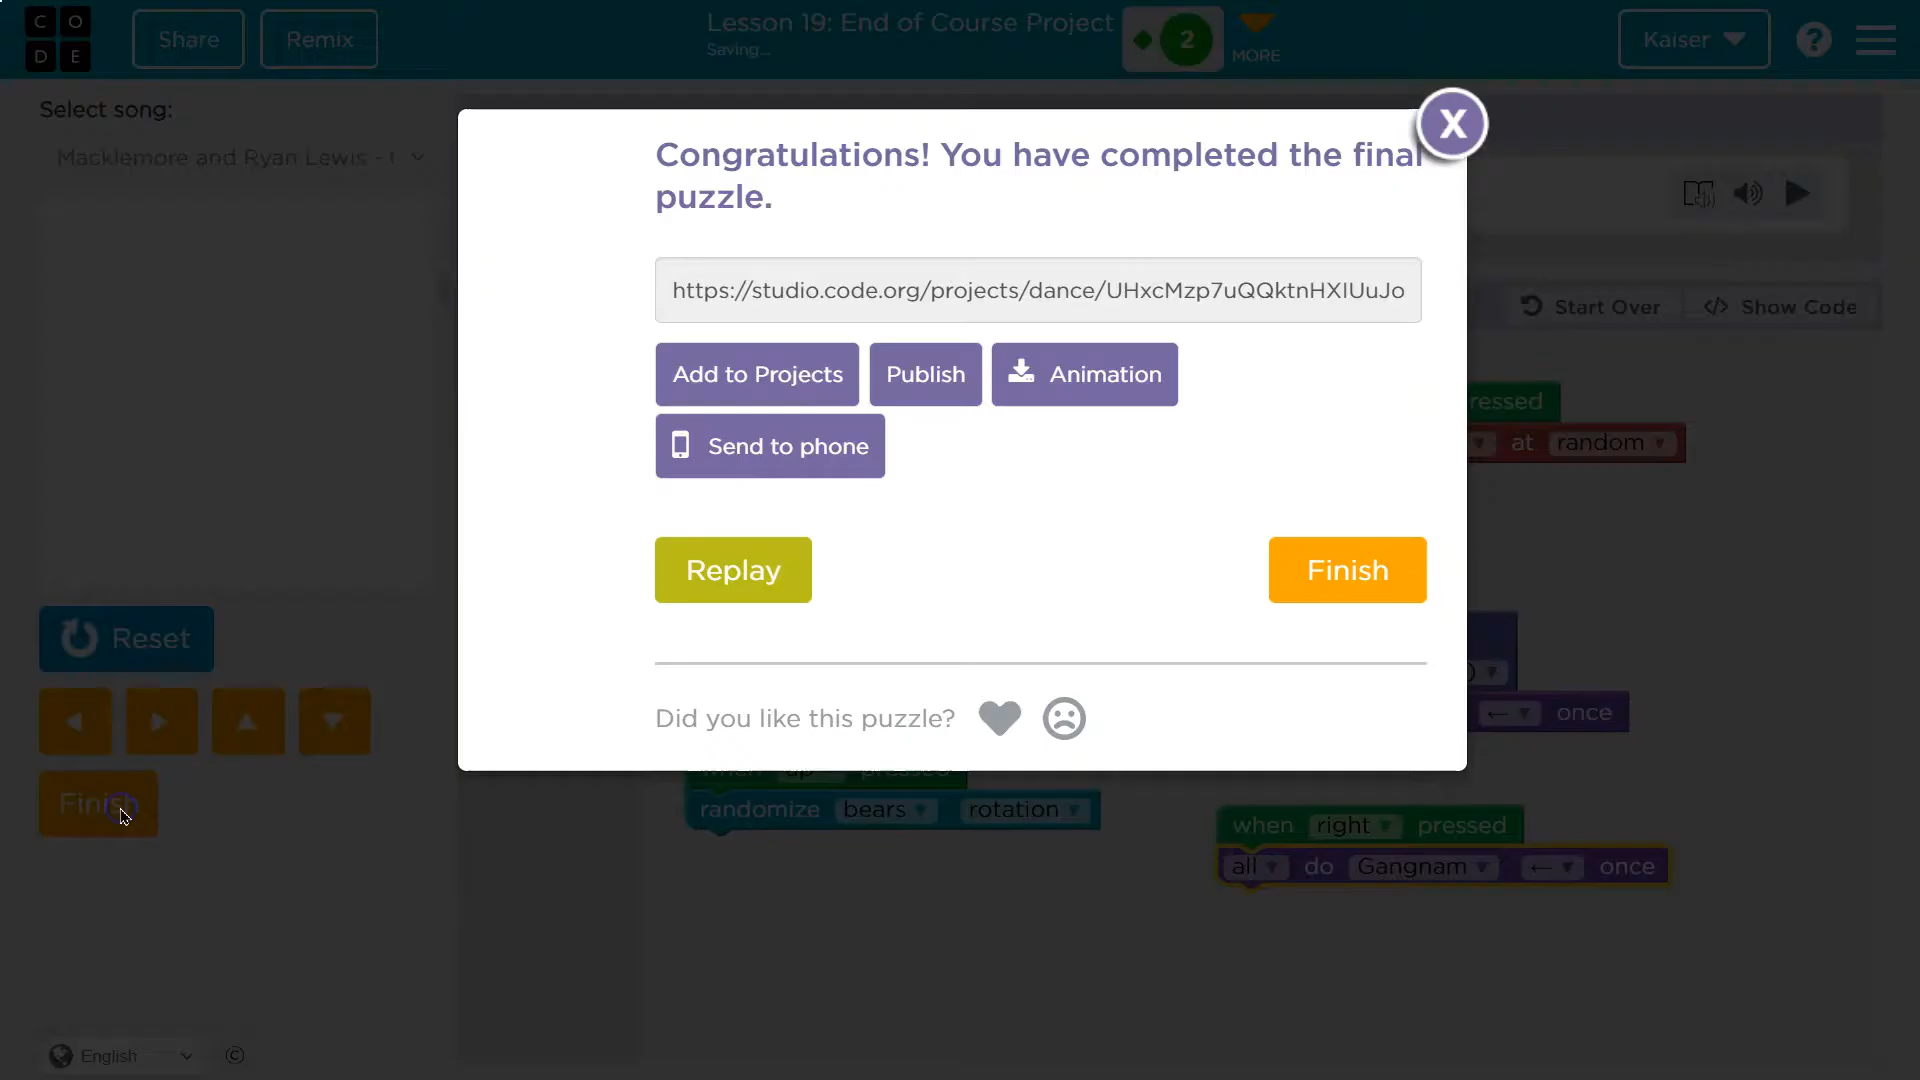 C O
D E
Share
Remix
Lesson 19: End of Course Project
Saving...
2
MORE
Kaiser
?
Select song:
Macklemore and Ryan Lewis -
X
Congratulations! You have completed the final
puzzle.
https://studio.code.org/projects/dance/UHxcMzp7uQQktnHXIUuJo
Start Over
</> Show Code
Add to Projects
Publish
Animation
Send to phone
ressed
at random
Replay
Finish
Reset
once
Did you like this puzzle?
Finish
when up pressed
randomize bears rotation
when right pressed
all do Gangnam ← once
English
©